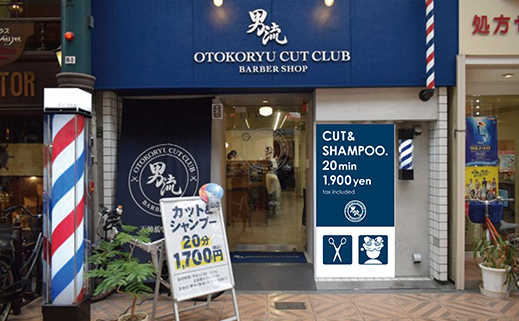 男流
OTOKORYU CUT CLUB
BARBER SHOP
処方
OTOKORYU CUT CLUB
男流
BARBER SHOP
CUT&
SHAMPOO.
20min
1,900yen
tax included
カット&
シャンプー
20分
1,700円